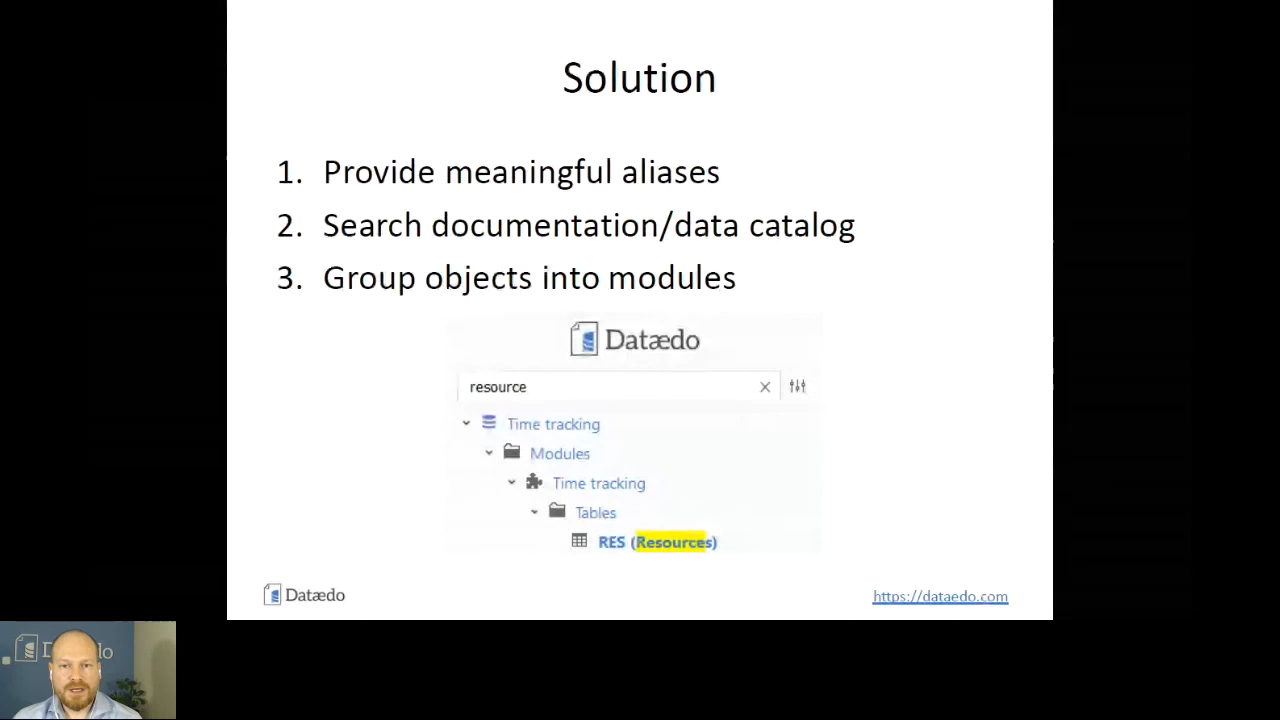 Solution
1. Provide meaningful aliases
2. Search documentation/data catalog
3. Group objects into modules
Dataedo
resource
Time tracking
Modules
Time tracking
Tables
RES (Resources)
Dataedo
https://dataedo.com